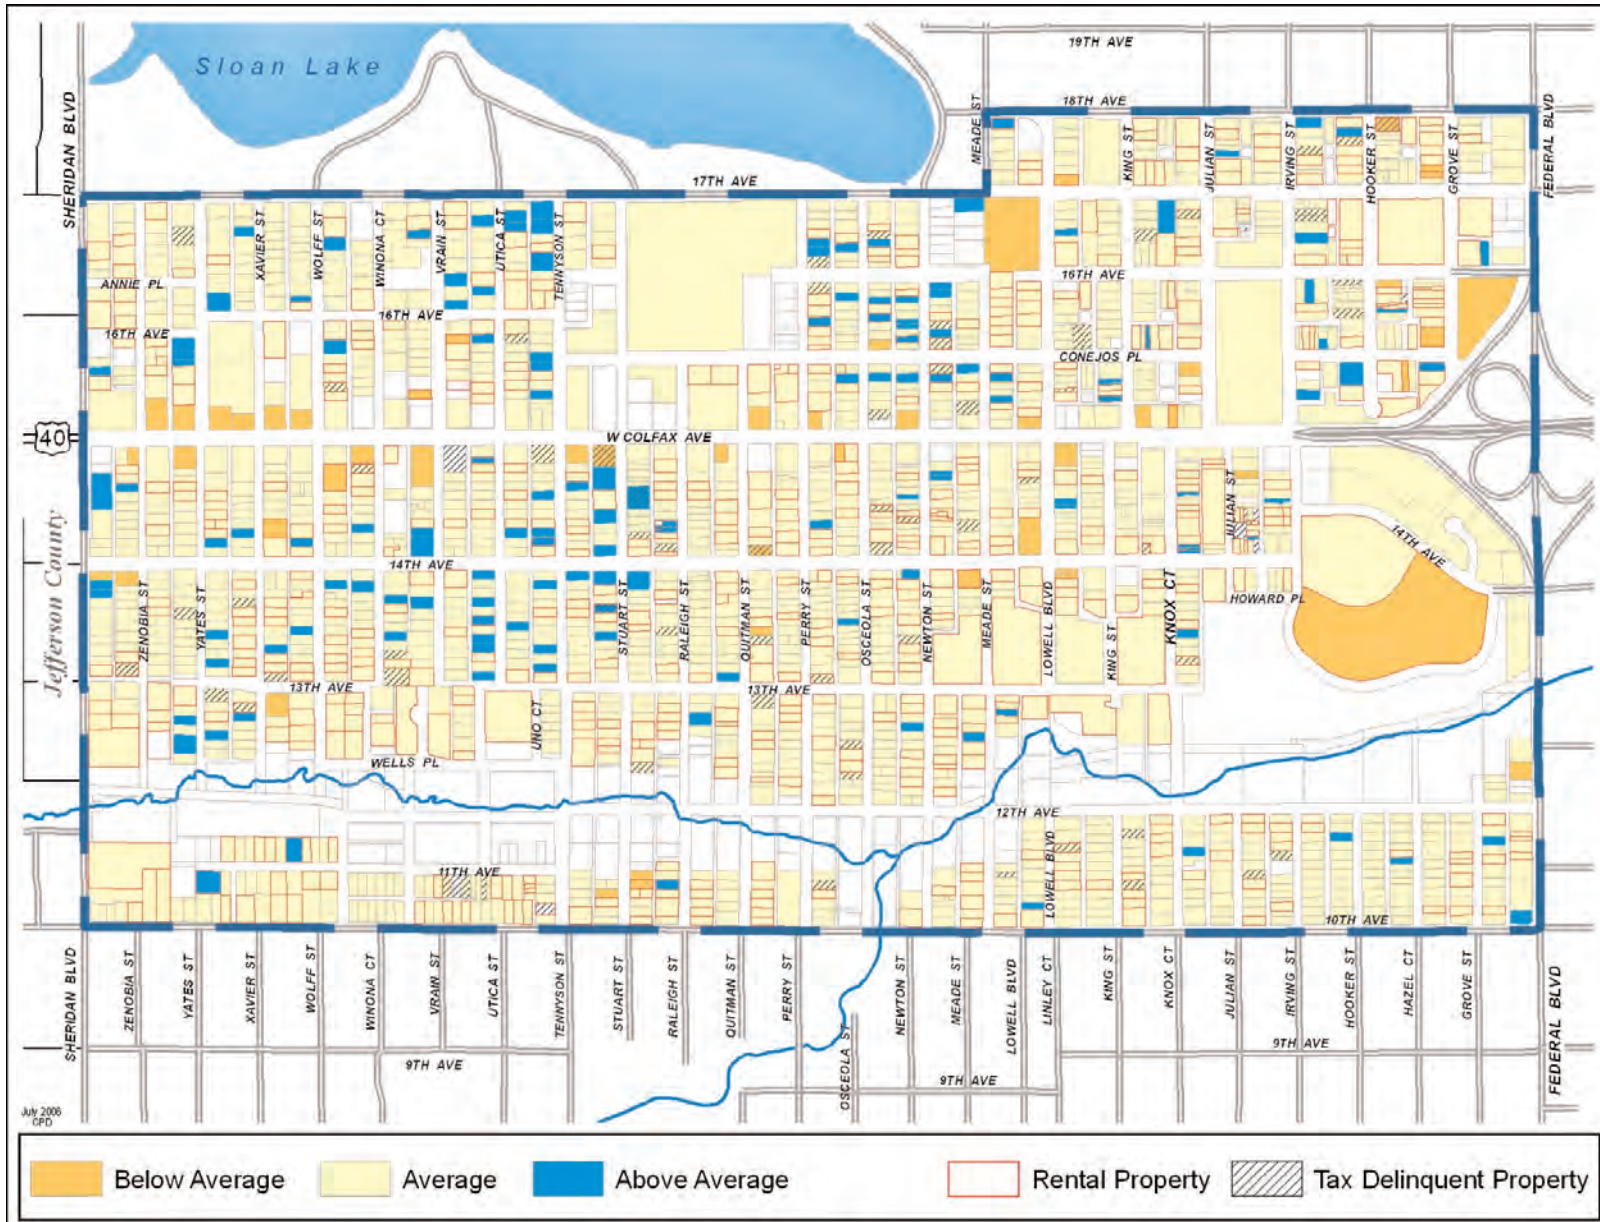 19TH AVE
Sloan Lake
SHERIDAN BLVD
MEADE ST
18TH AVE
FEDERAL BLVD
KING ST
JULIAN ST
IRVING ST
HOOKER ST
GROVE ST
17TH AVE
XAVIER ST
WOLFF ST
WINONA CT
VRAIN ST
UTICA ST
TENNYSON ST
ANNIE PL
16TH AVE
16TH AVE
16TH AVE
CONEJOS PL
40
W COLFAX AVE
Jefferson County
JULIAN ST
14TH AVE
14TH AVE
ZENOBIA ST
YATES ST
STUART ST
RALEIGH ST
QUITMAN ST
PERRY ST
OSCEOLA ST
NEWTON ST
MEADE ST
LOWELL BLVD
KING ST
KNOX CT
HOWARD PL
13TH AVE
13TH AVE
UNO CT
WELLS PL
12TH AVE
LOWELL BLVD
11TH AVE
10TH AVE
SHERIDAN BLVD
ZENOBIA ST
YATES ST
XAVIER ST
WOLFF ST
WINONA CT
VRAIN ST
UTICA ST
TENNYSON ST
STUART ST
RALEIGH ST
QUITMAN ST
PERRY ST
OSCEOLA ST
NEWTON ST
MEADE ST
LOWELL BLVD
LINLEY CT
KING ST
KNOX CT
JULIAN ST
IRVING ST
HOOKER ST
HAZEL CT
GROVE ST
FEDERAL BLVD
9TH AVE
9TH AVE
9TH AVE
July 2006
CPD
Below Average
Average
Above Average
Rental Property
Tax Delinquent Property